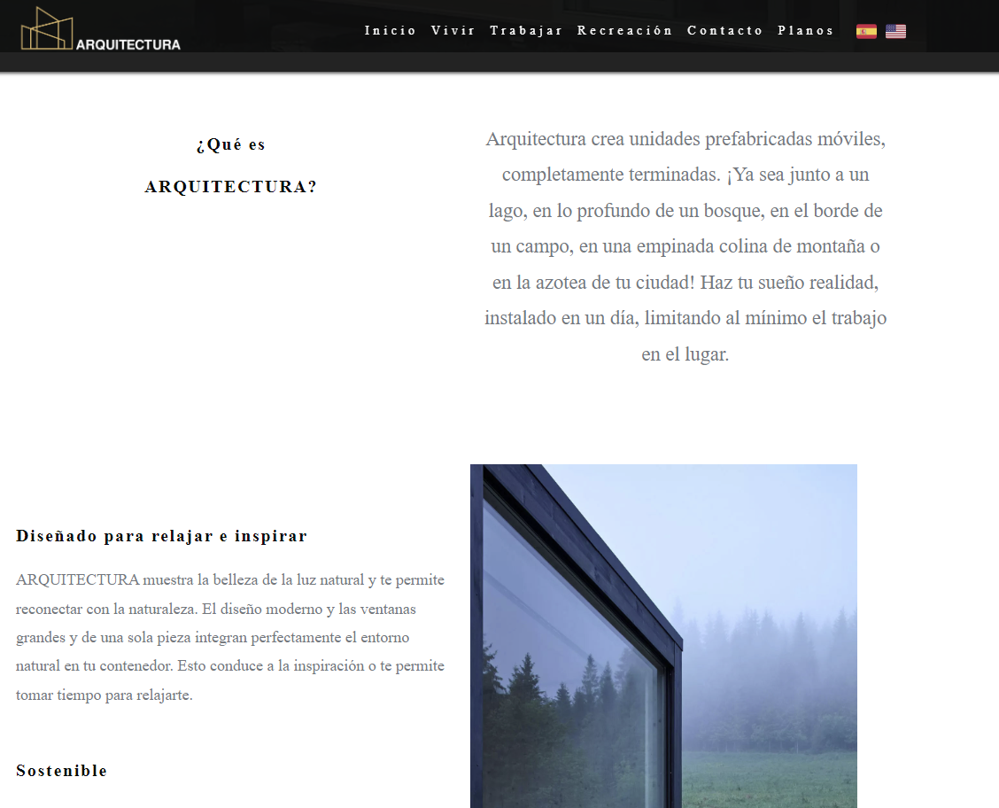 ARQUITECTURA
Inicio Vivir Trabajar Recreación Contacto Planos
¿Qué es
ARQUITECTURA?
Arquitectura crea unidades prefabricadas móviles,
completamente terminadas. ¡Ya sea junto a un
lago, en lo profundo de un bosque, en el borde de
un campo, en una empinada colina de montaña o
en la azotea de tu ciudad! Haz tu sueño realidad,
instalado en un día, limitando al mínimo el trabajo
en el lugar.
Diseñado para relajar e inspirar
ARQUITECTURA muestra la belleza de la luz natural y te permite
reconectar con la naturaleza. El diseño moderno y las ventanas
grandes y de una sola pieza integran perfectamente el entorno
natural en tu contenedor. Esto conduce a la inspiración o te permite
tomar tiempo para relajarte.
Sostenible